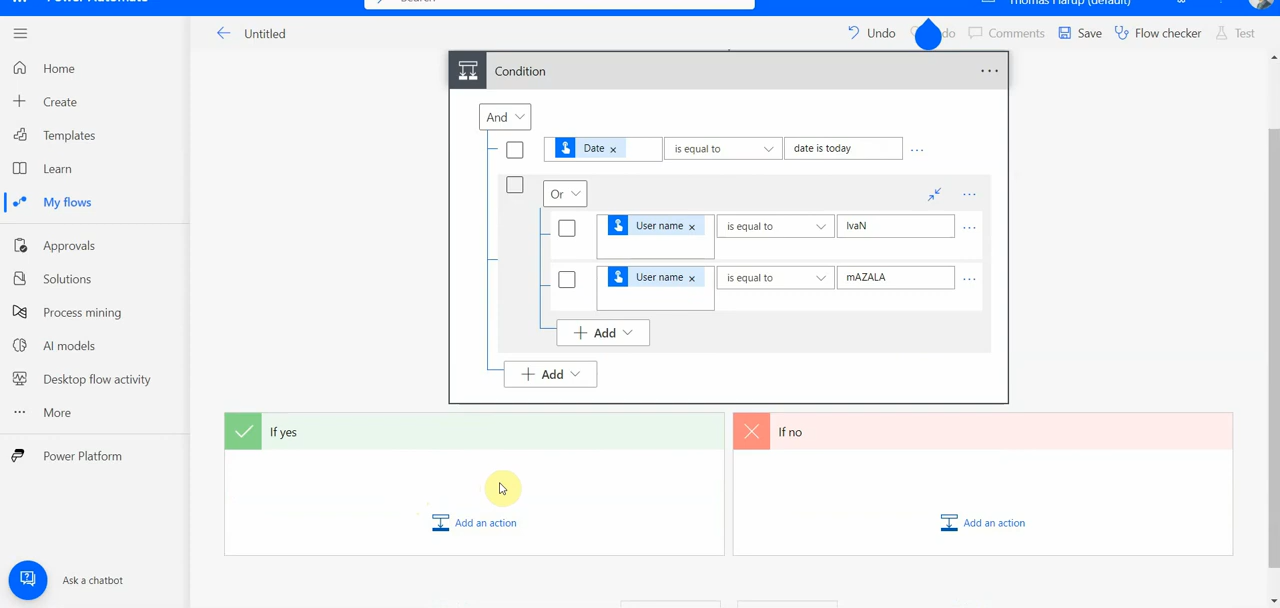 Power Automate
Search
Thomas Harup (default)
Untitled
Undo
Comments
Save
Flow checker
Test
Home
Create
Templates
Learn
My flows
Approvals
Solutions
Process mining
AI models
Desktop flow activity
More
Power Platform
Ask a chatbot
Condition
And
Date × is equal to date is today
Or
User name × is equal to IvaN
User name × is equal to mAZALA
+ Add
+ Add
If yes
Add an action
If no
Add an action